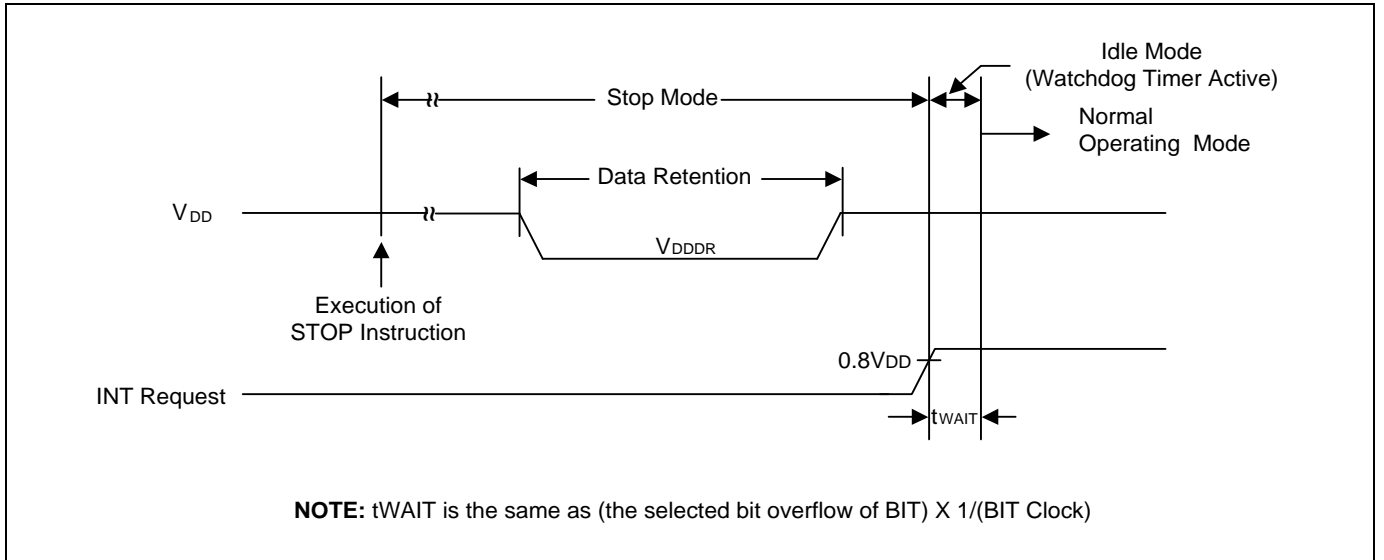 Idle Mode
(Watchdog Timer Active)
Stop Mode
Normal
Operating Mode
Data Retention
VDD
VDDDR
Execution of
STOP Instruction
0.8VDD
INT Request
tWAIT
NOTE: tWAIT is the same as (the selected bit overflow of BIT) X 1/(BIT Clock)